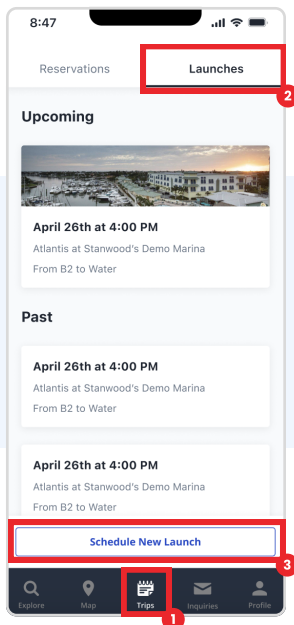 8:47
Reservations
Launches
2
Upcoming
April 26th at 4:00 PM
Atlantis at Stanwood's Demo Marina
From B2 to Water
Past
April 26th at 4:00 PM
Atlantis at Stanwood's Demo Marina
From B2 to Water
April 26th at 4:00 PM
Atlantis at Stanwood's Demo Marina
From B2 to Water
Schedule New Launch
3
Explore
Map
Trips
Inquiries
Profile
1